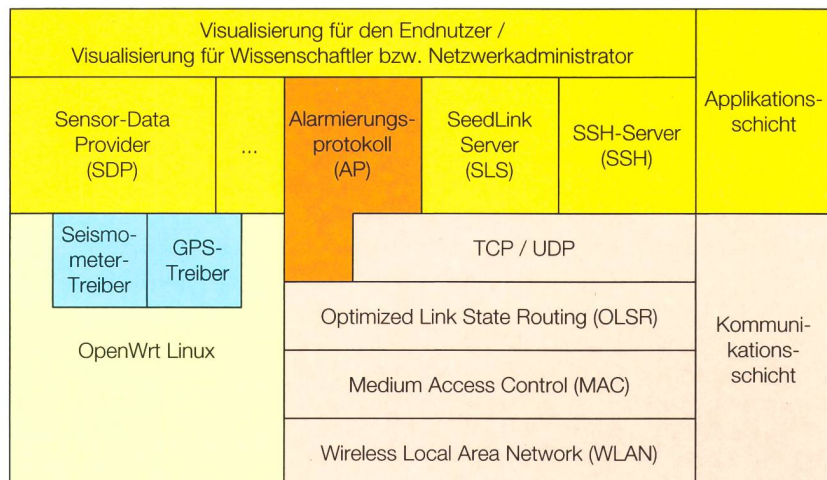 Visualisierung für den Endnutzer /
Visualisierung für Wissenschaftler bzw. Netzwerkadministrator
Applikations-
schicht
Sensor-Data
Provider
(SDP)
...
Alarmierungs-
protokoll
(AP)
SeedLink
Server
(SLS)
SSH-Server
(SSH)
Seismo-
meter-
Treiber
GPS-
Treiber
OpenWrt Linux
TCP / UDP
Optimized Link State Routing (OLSR)
Medium Access Control (MAC)
Wireless Local Area Network (WLAN)
Kommuni-
kations-
schicht